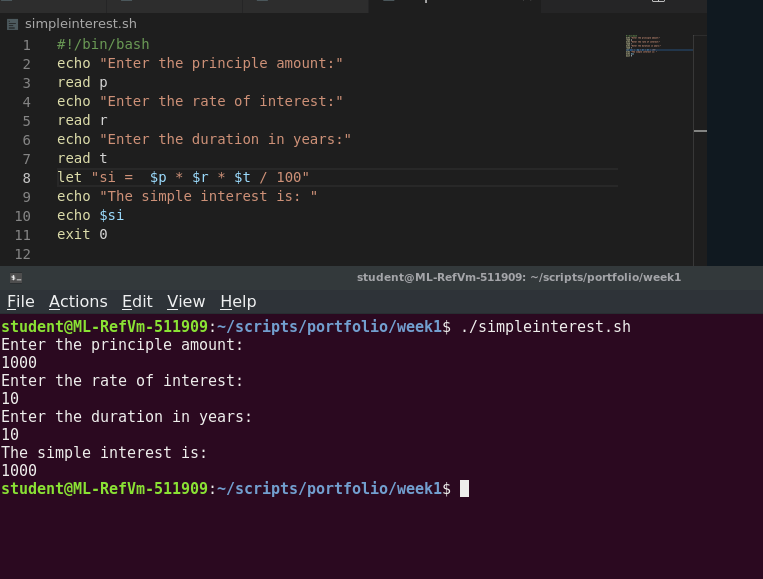 simpleinterest.sh
1 #!/bin/bash
2 echo "Enter the principle amount:"
3 read p
4 echo "Enter the rate of interest:"
5 read r
6 echo "Enter the duration in years:"
7 read t
8 let "si =  $p * $r * $t / 100"
9 echo "The simple interest is: "
10 echo $si
11 exit 0
12
student@ML-RefVm-511909: ~/scripts/portfolio/week1
File Actions Edit View Help
student@ML-RefVm-511909:~/scripts/portfolio/week1$ ./simpleinterest.sh
Enter the principle amount:
1000
Enter the rate of interest:
10
Enter the duration in years:
10
The simple interest is:
1000
student@ML-RefVm-511909:~/scripts/portfolio/week1$